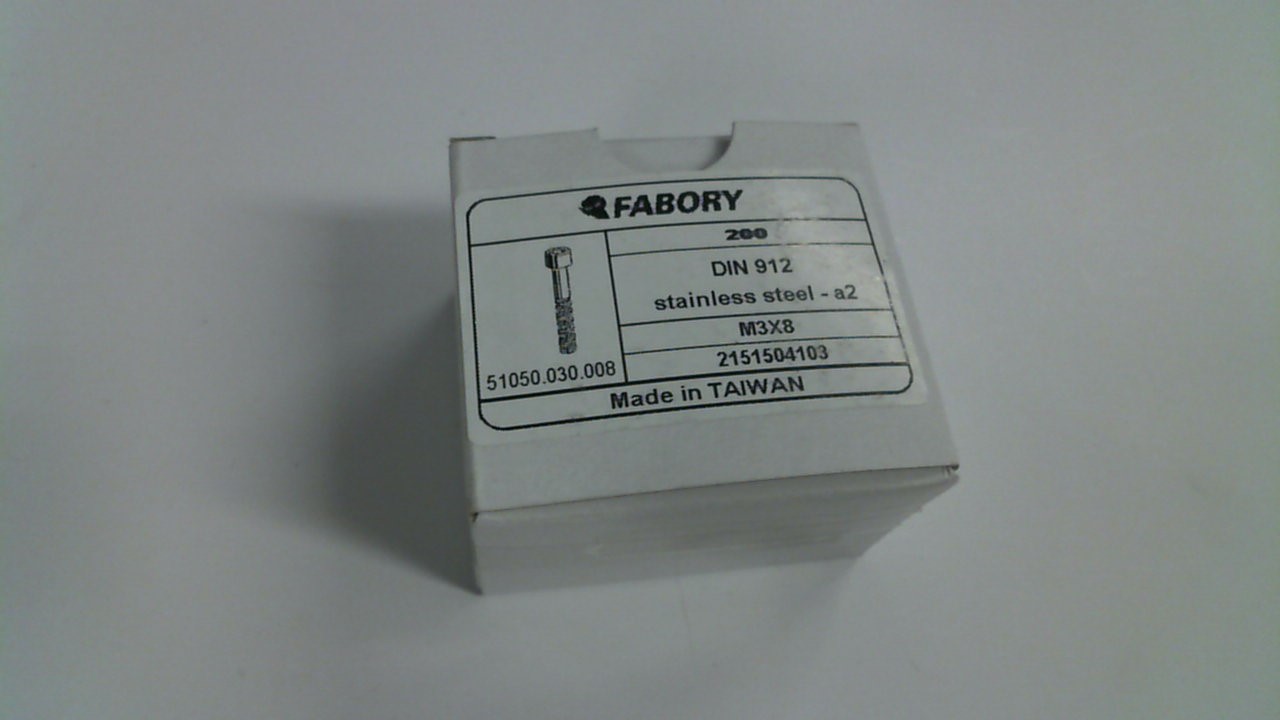 FABORY
200
DIN 912
stainless steel - a2
M3X8
2151504103
51050.030.008
Made in TAIWAN